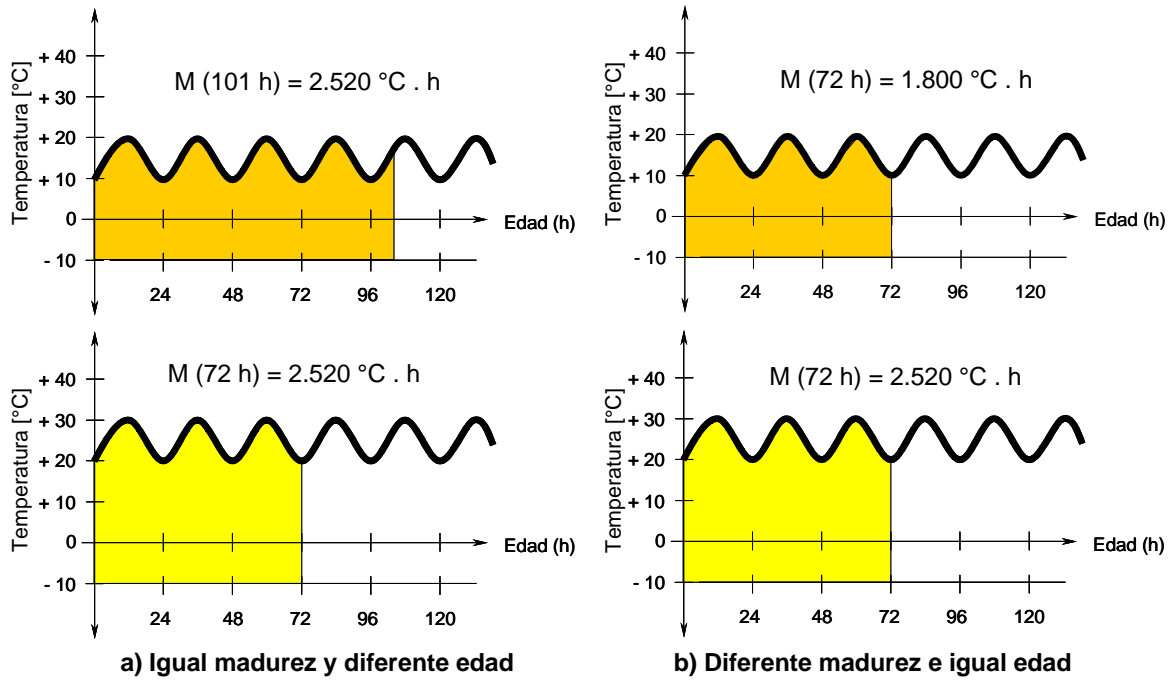 Temperatura [°C]
+ 40
+ 30
+ 20
+ 10
0
- 10
M (101 h) = 2.520 °C . h
Edad (h)
24 48 72 96 120
Temperatura [°C]
+ 40
+ 30
+ 20
+ 10
0
- 10
M (72 h) = 1.800 °C . h
Edad (h)
24 48 72 96 120
Temperatura [°C]
+ 40
+ 30
+ 20
+ 10
0
- 10
M (72 h) = 2.520 °C . h
Edad (h)
24 48 72 96 120
Temperatura [°C]
+ 40
+ 30
+ 20
+ 10
0
- 10
M (72 h) = 2.520 °C . h
Edad (h)
24 48 72 96 120
a) Igual madurez y diferente edad
b) Diferente madurez e igual edad